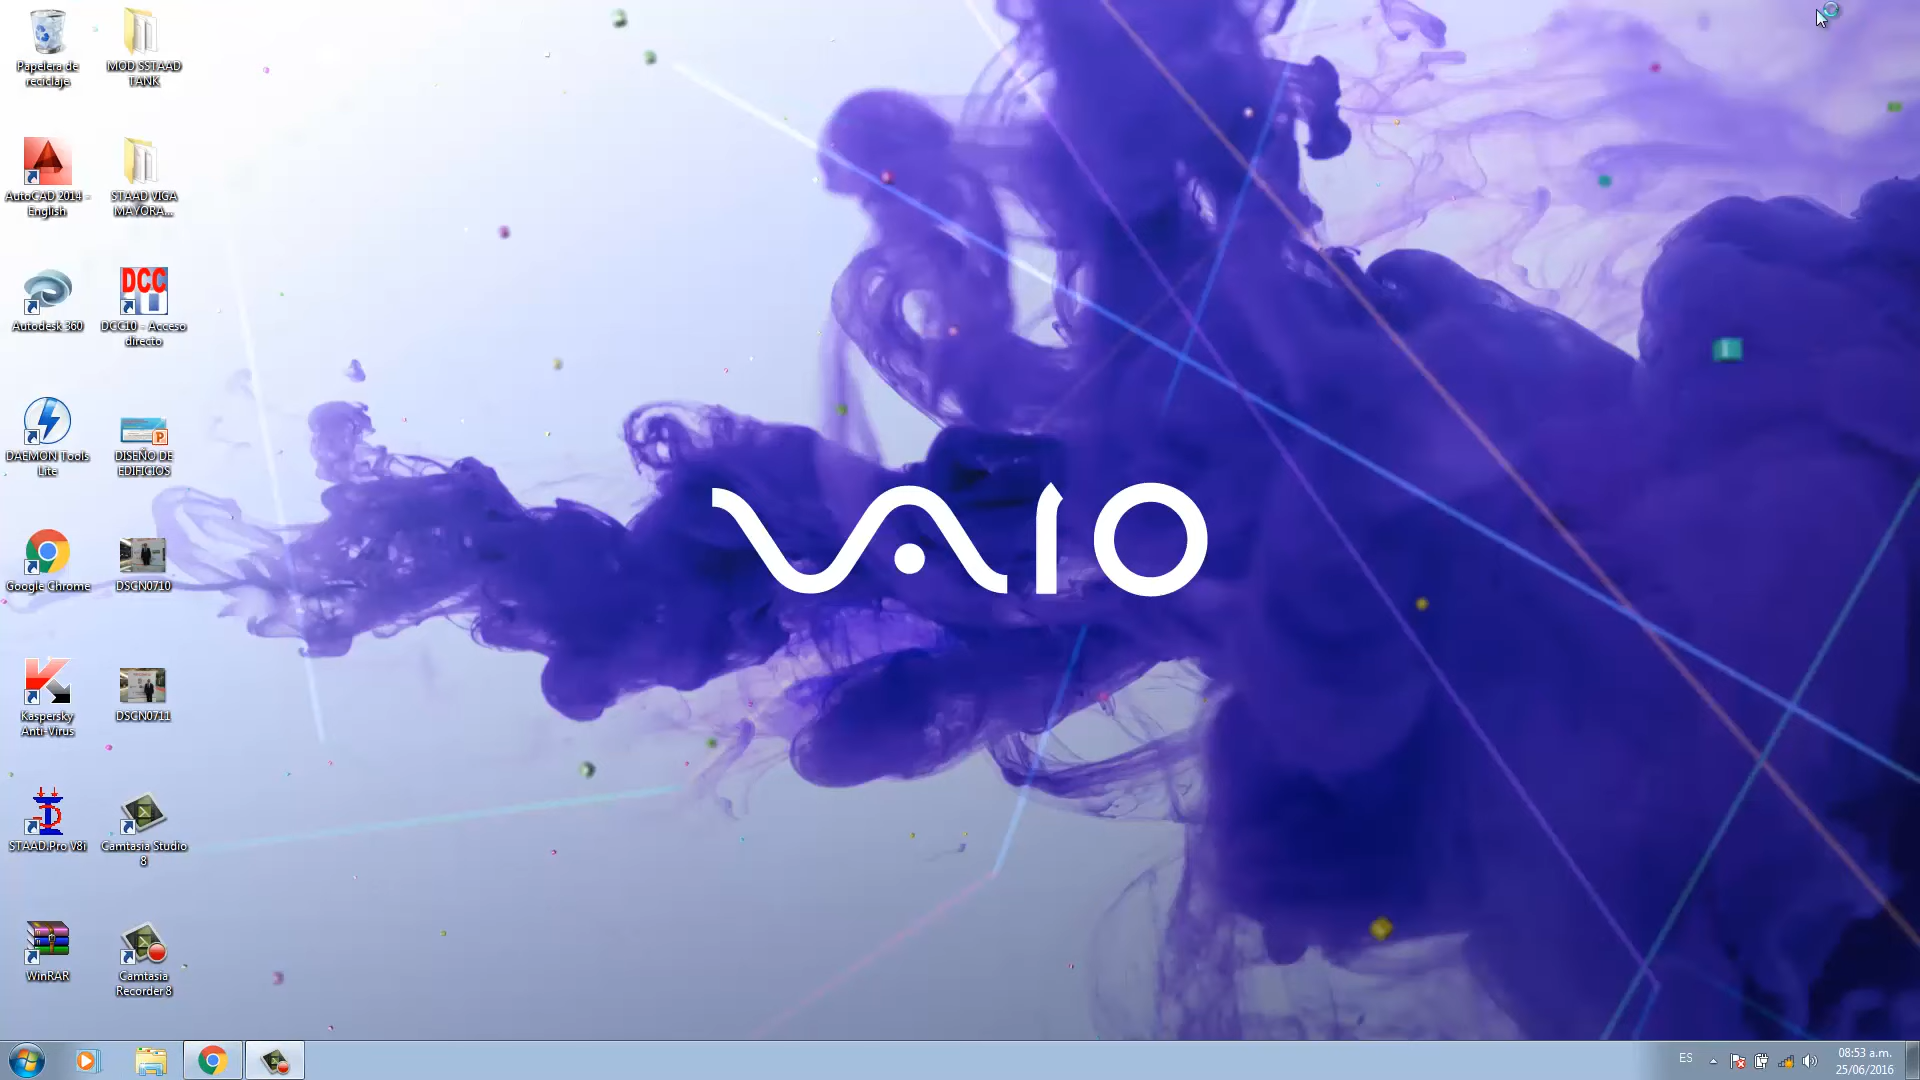 Papelera de
reciclaje
MOD SSTAAD
TANK
AutoCAD 2014 -
English
STAAD VIGA
MAYORA...
Autodesk 360
DCC
DCC10 - Acceso
directo
DAEMON Tools
Lite
DISEÑO DE
EDIFICIOS
Google Chrome
DSCN0710
Kaspersky
Anti-Virus
DSCN0711
STAAD.Pro V8i
Camtasia Studio
8
WinRAR
Camtasia
Recorder 8
VAIO
ES
08:53 a.m.
25/06/2016